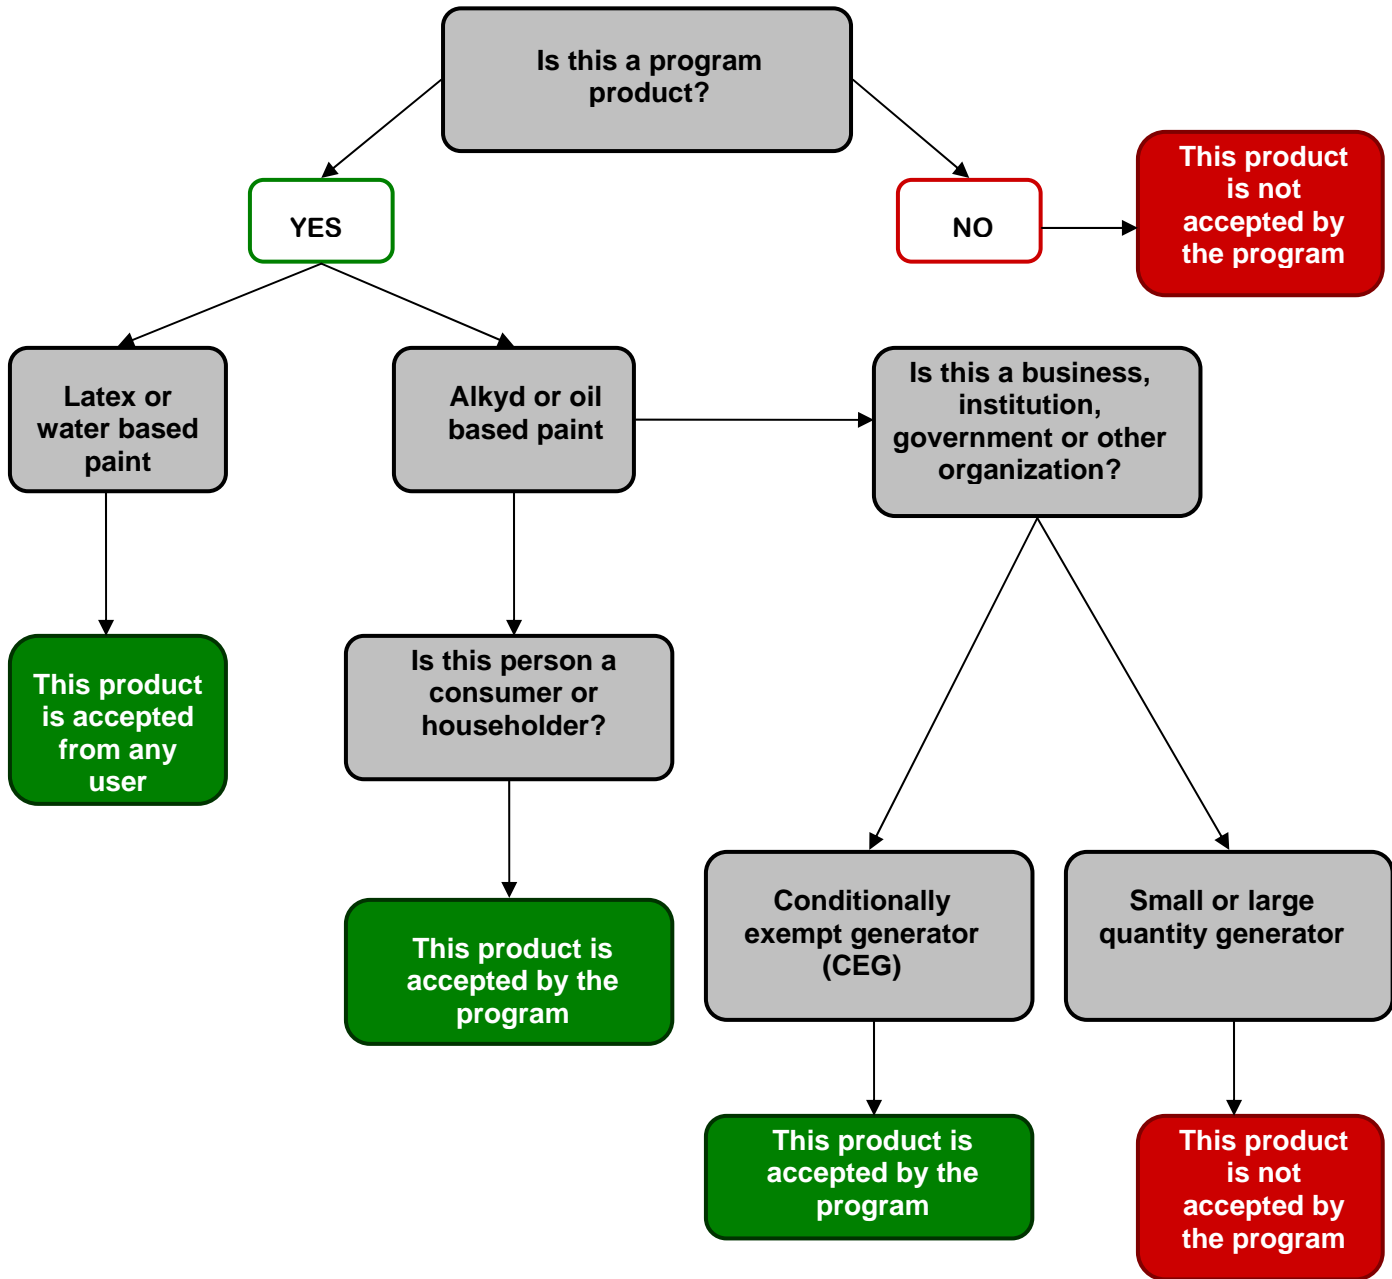 Is this a program
product?
YES
NO
This product
is not
accepted by
the program
Latex or
water based
paint
Alkyd or oil
based paint
Is this a business,
institution,
government or other
organization?
This product
is accepted
from any
user
Is this person a
consumer or
householder?
This product is
accepted by the
program
Conditionally
exempt generator
(CEG)
Small or large
quantity generator
This product is
accepted by the
program
This product
is not
accepted by
the program